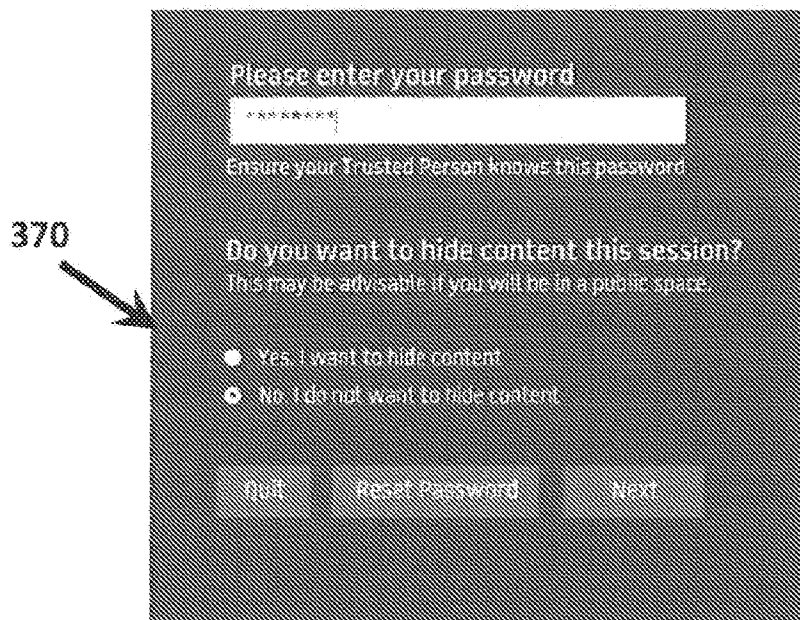 Please enter your password
********
Ensure your Trusted Person knows this password
370
Do you want to hide content this session?
This may be advisable if you will be in a public space.
Yes, I want to hide content
No, I do not want to hide content
Quit Reset Password Next